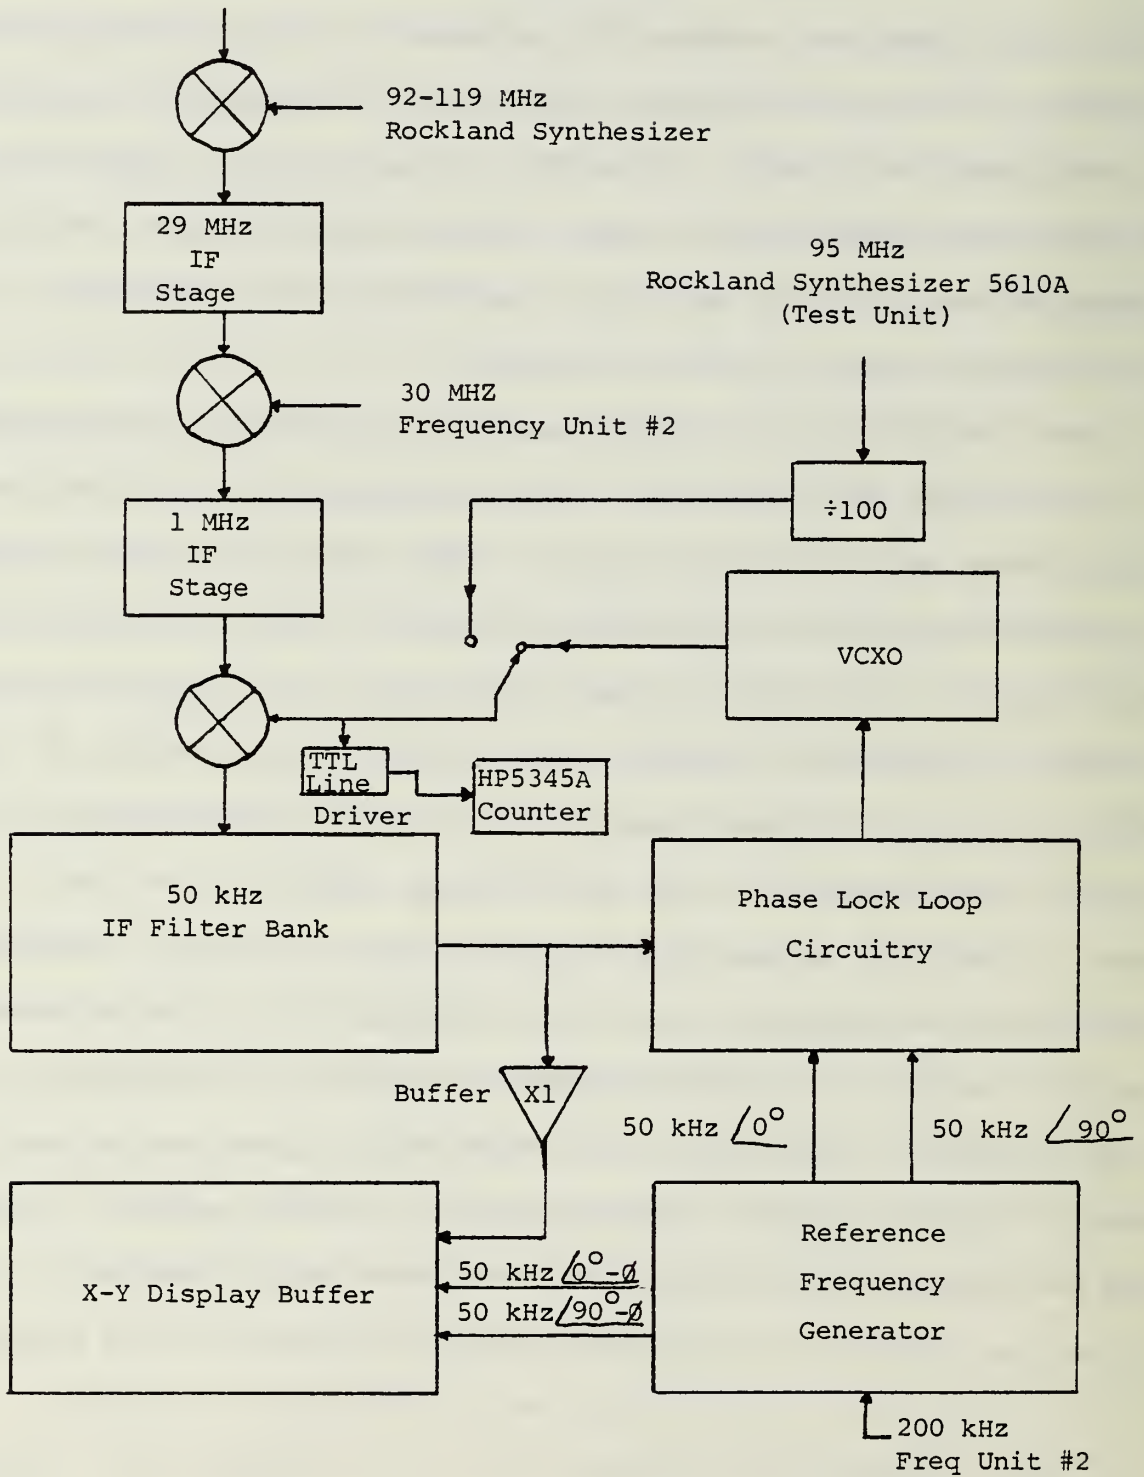 92-119 MHz
Rockland Synthesizer
29 MHz
IF
Stage
95 MHz
Rockland Synthesizer 5610A
(Test Unit)
30 MHZ
Frequency Unit #2
÷100
1 MHz
IF
Stage
VCXO
TTL
Line
Driver
HP5345A
Counter
50 kHz
IF Filter Bank
Phase Lock Loop
Circuitry
Buffer
X1
50 kHz ∠0°
50 kHz ∠90°
X-Y Display Buffer
50 kHz ∠0°-Ø
50 kHz ∠90°-Ø
Reference
Frequency
Generator
200 kHz
Freq Unit #2